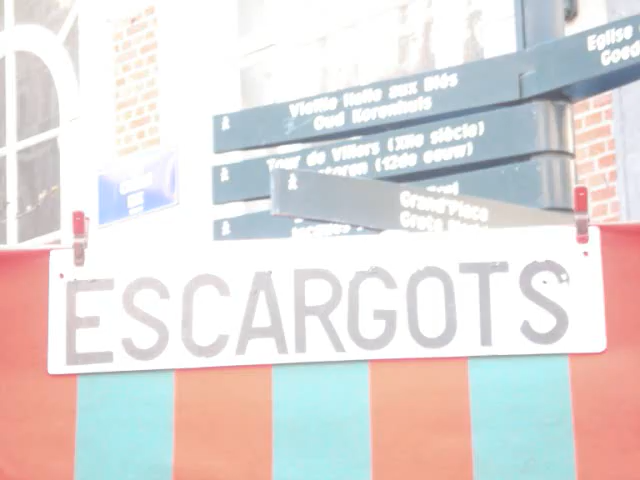 Eglise
Goed
Vieille Halle aux Blés
Oud Korenhuis
Tour de Villers (XIIe siècle)
(12de eeuw)
Grand'Place
ESCARGOTS